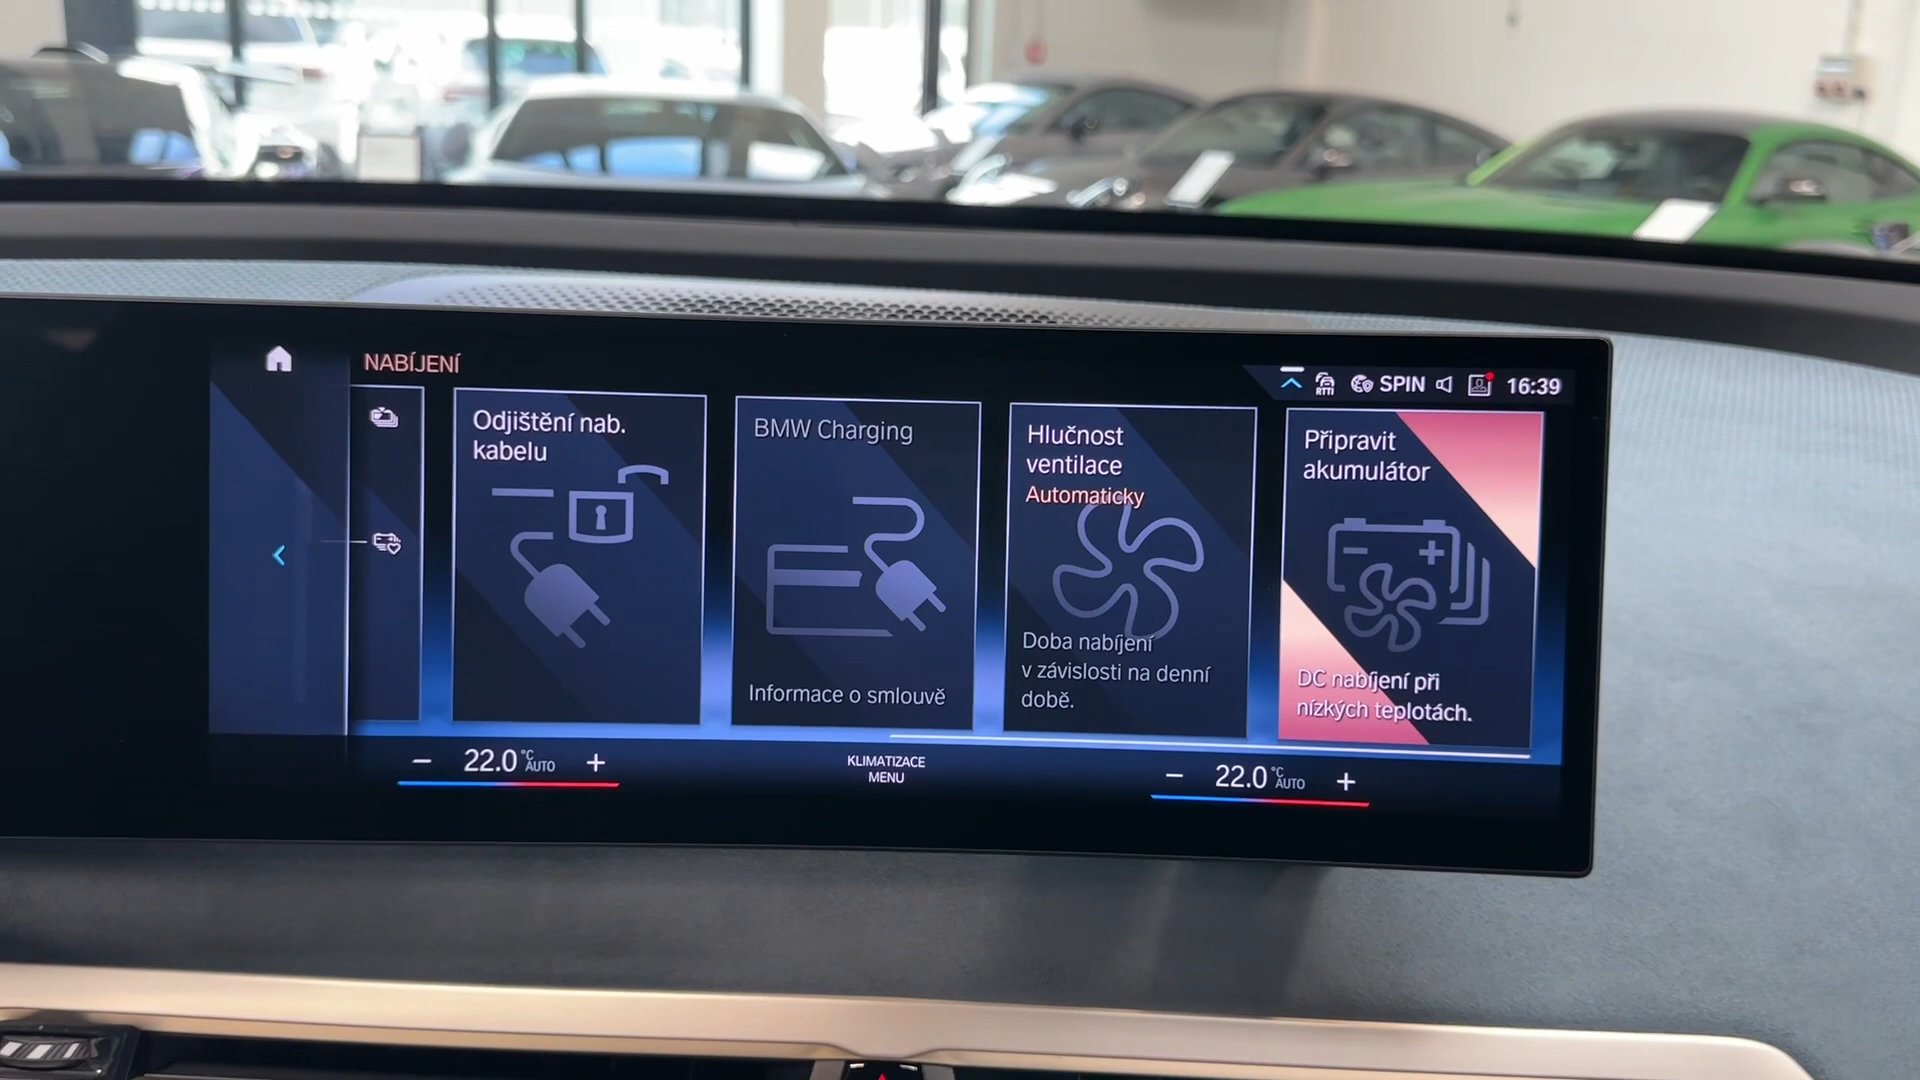 NABÍJENÍ
RTTI
SPIN
16:39
Odjištění nab.
kabelu
BMW Charging
Informace o smlouvě
Hlučnost
ventilace
Automaticky
Doba nabíjení
v závislosti na denní
době.
Připravit
akumulátor
DC nabíjení při
nízkých teplotách.
− 22.0 °C AUTO +
KLIMATIZACE
MENU
− 22.0 °C AUTO +